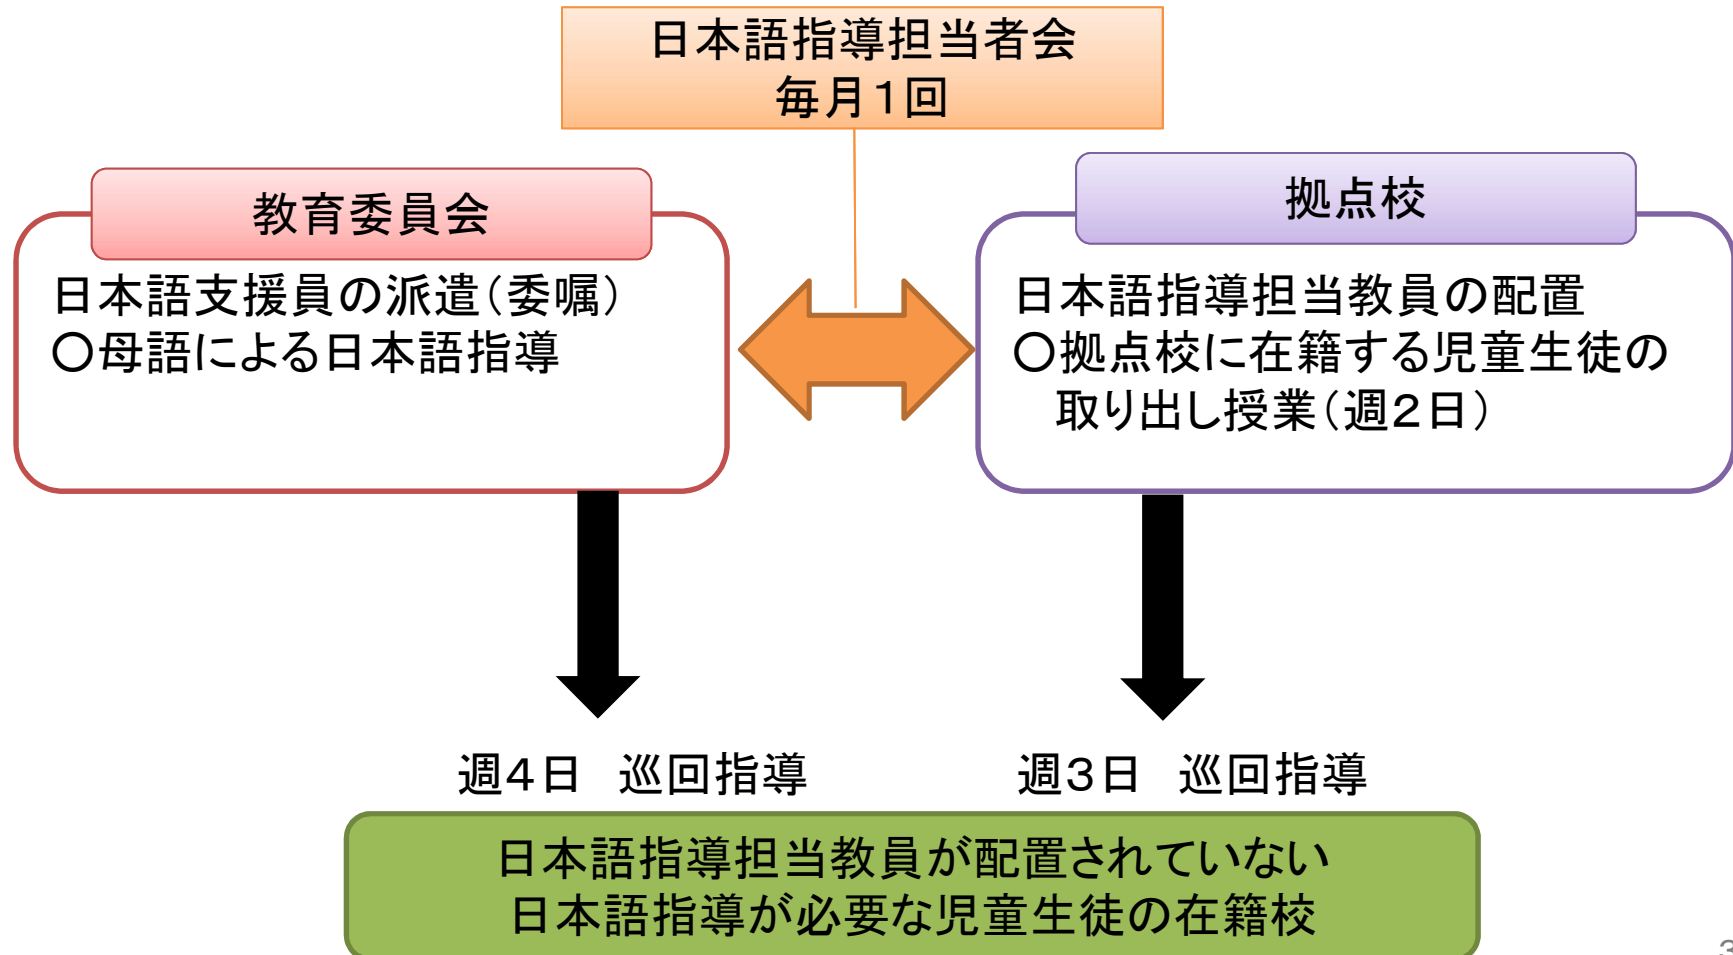 日本語指導担当者会
毎月１回
教育委員会
日本語支援員の派遣（委嘱）
○母語による日本語指導
拠点校
日本語指導担当教員の配置
○拠点校に在籍する児童生徒の
取り出し授業（週２日）
週４日　巡回指導
週３日　巡回指導
日本語指導担当教員が配置されていない
日本語指導が必要な児童生徒の在籍校